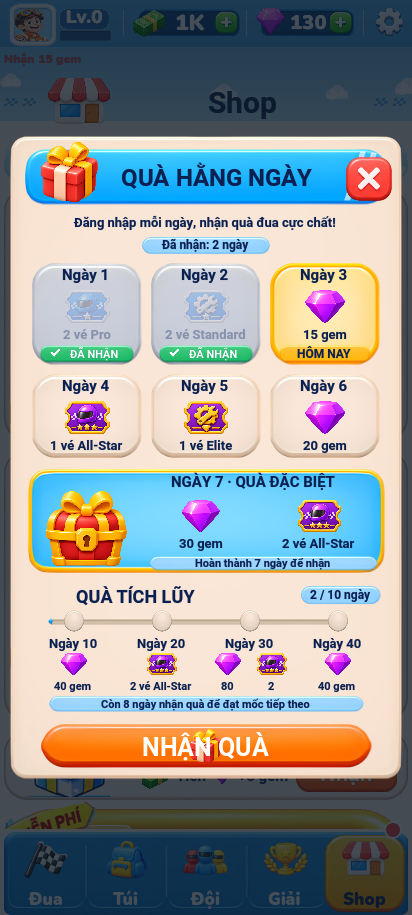 Lv.0 1K 130
Nhận 15 gem
Shop
QUÀ HẰNG NGÀY
Đăng nhập mỗi ngày, nhận quà đua cực chất!
Đã nhận: 2 ngày
Ngày 1 Ngày 2 Ngày 3
2 vé Pro 2 vé Standard 15 gem
ĐÃ NHẬN ĐÃ NHẬN HÔM NAY
Ngày 4 Ngày 5 Ngày 6
1 vé All-Star 1 vé Elite 20 gem
NGÀY 7 · QUÀ ĐẶC BIỆT
30 gem 2 vé All-Star
Hoàn thành 7 ngày để nhận
QUÀ TÍCH LŨY 2 / 10 ngày
Ngày 10 Ngày 20 Ngày 30 Ngày 40
40 gem 2 vé All-Star 80 2 40 gem
Còn 8 ngày nhận quà để đạt mốc tiếp theo
NHẬN QUÀ
PHÍ
Đua Túi Đội Giải Shop